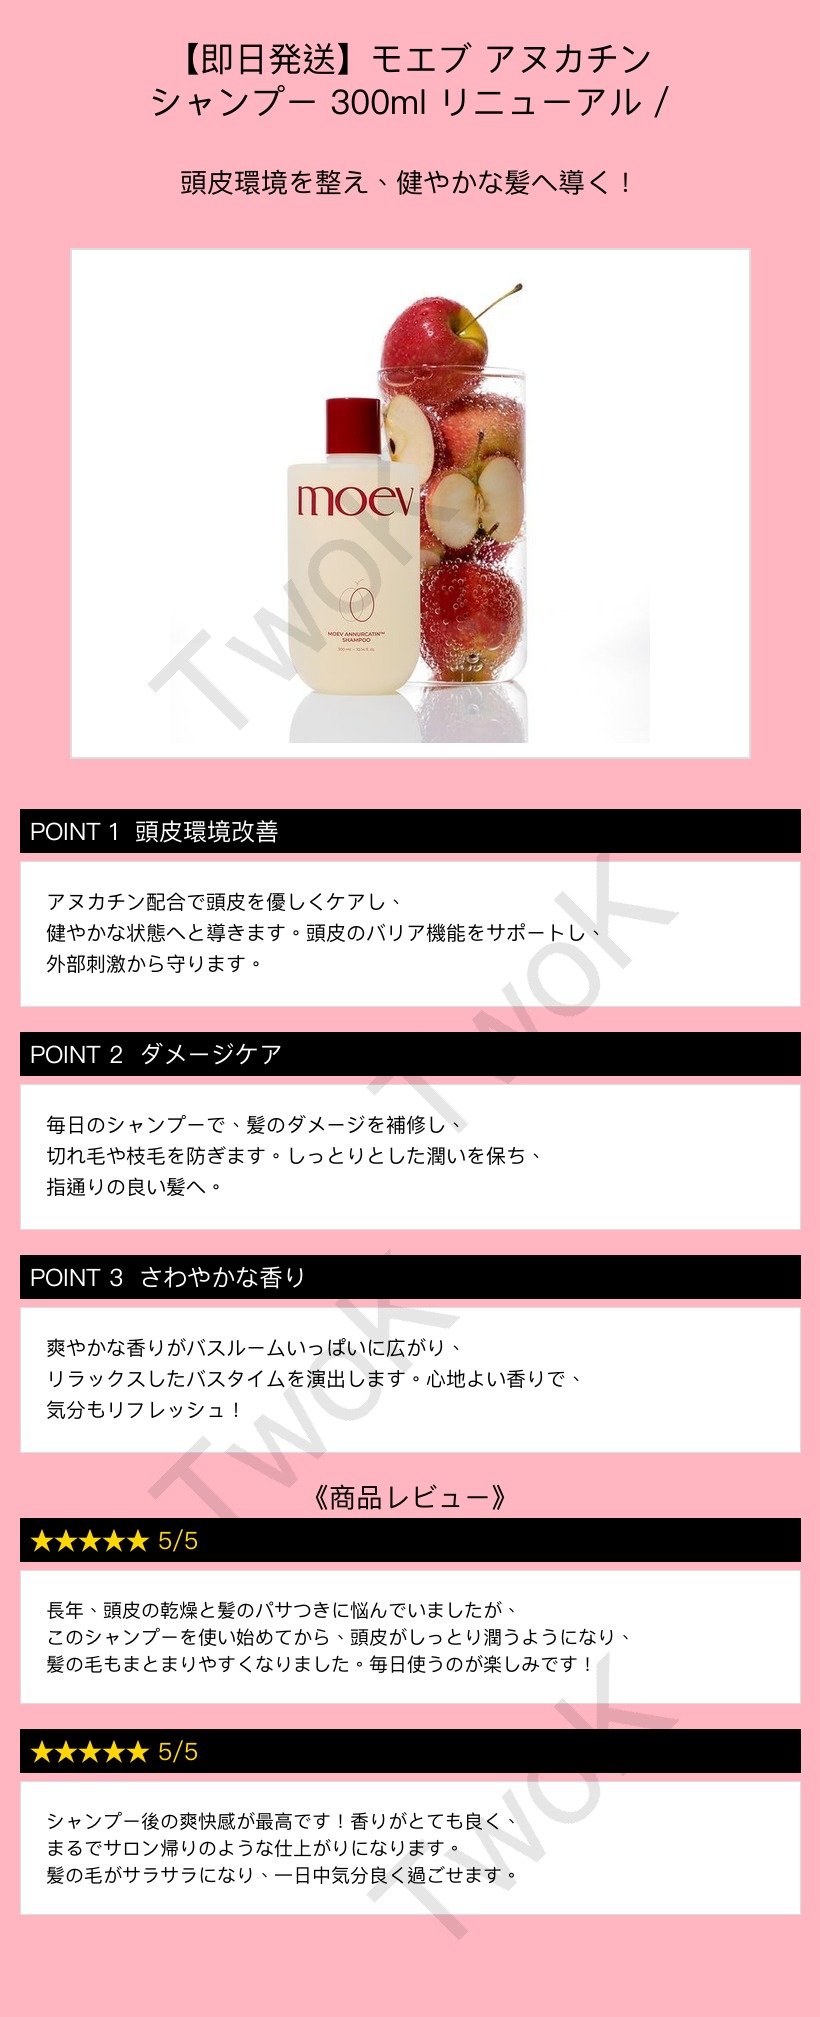 【即日発送】モエブ アヌカチン
シャンプー 300ml リニューアル /
頭皮環境を整え、健やかな髪へ導く！
moev
MOEV ANNURCATIN™
SHAMPOO
TwoK
POINT 1 頭皮環境改善
アヌカチン配合で頭皮を優しくケアし、
健やかな状態へと導きます。頭皮のバリア機能をサポートし、
外部刺激から守ります。
TwoK
POINT 2 ダメージケア
毎日のシャンプーで、髪のダメージを補修し、
切れ毛や枝毛を防ぎます。しっとりとした潤いを保ち、
指通りの良い髪へ。
POINT 3 さわやかな香り
爽やかな香りがバスルームいっぱいに広がり、
リラックスしたバスタイムを演出します。心地よい香りで、
気分もリフレッシュ！
TwoK
《商品レビュー》
★★★★★ 5/5
長年、頭皮の乾燥と髪のパサつきに悩んでいましたが、
このシャンプーを使い始めてから、頭皮がしっとり潤うようになり、
髪の毛もまとまりやすくなりました。毎日使うのが楽しみです！
★★★★★ 5/5
シャンプー後の爽快感が最高です！香りがとても良く、
まるでサロン帰りのような仕上がりになります。
髪の毛がサラサラになり、一日中気分良く過ごせます。
TwoK